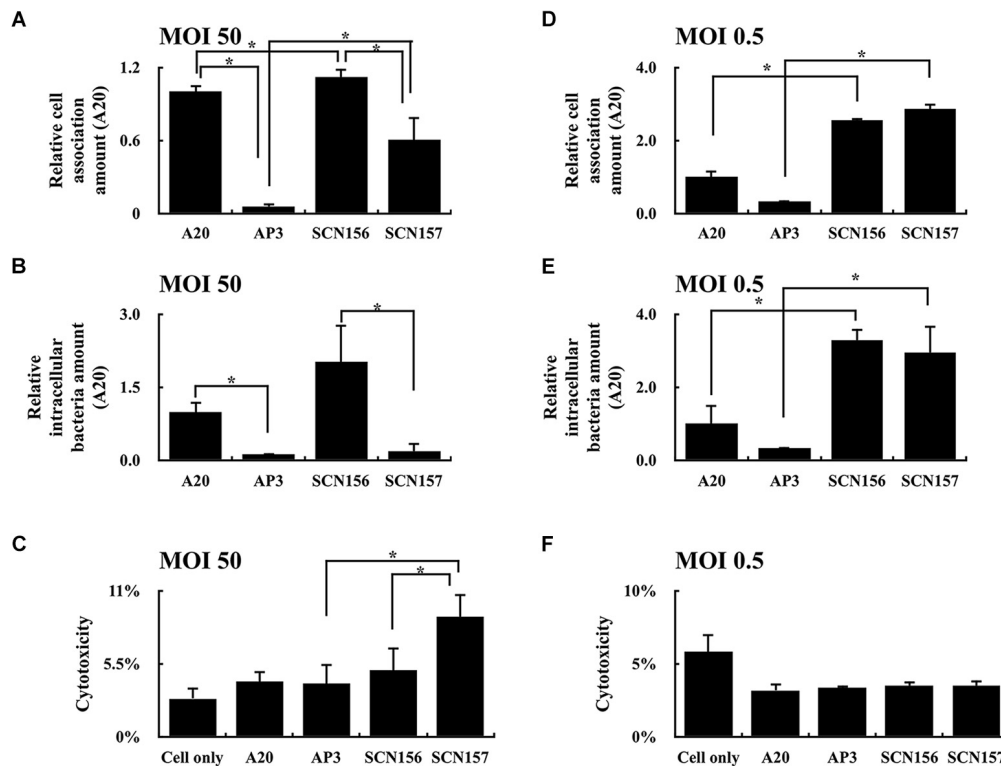 A
MOI 50
Relative cell
association
amount (A20)
1.2
0.6
0
*
*
*
*
A20 AP3 SCN156 SCN157
B
MOI 50
Relative
intracellular
bacteria amount
(A20)
3.0
1.5
0.0
*
*
A20 AP3 SCN156 SCN157
C
MOI 50
Cytotoxicity
11%
5.5%
0%
*
*
Cell only A20 AP3 SCN156 SCN157
D
MOI 0.5
Relative cell
association
amount (A20)
4.0
2.0
0.0
*
*
A20 AP3 SCN156 SCN157
E
MOI 0.5
Relative
intracellular
bacteria amount
(A20)
4.0
2.0
0.0
*
*
A20 AP3 SCN156 SCN157
F
MOI 0.5
Cytotoxicity
10%
5%
0%
Cell only A20 AP3 SCN156 SCN157